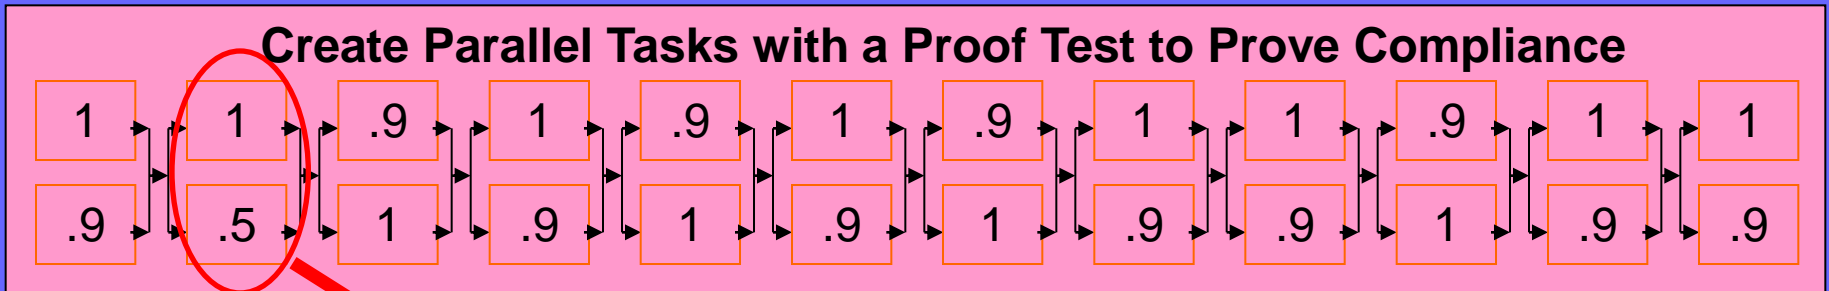 Create Parallel Tasks with a Proof Test to Prove Compliance
1 1 .9 1 .9 1 .9 1 1 .9 1 1
.9 .5 1 .9 1 .9 1 .9 .9 1 .9 .9